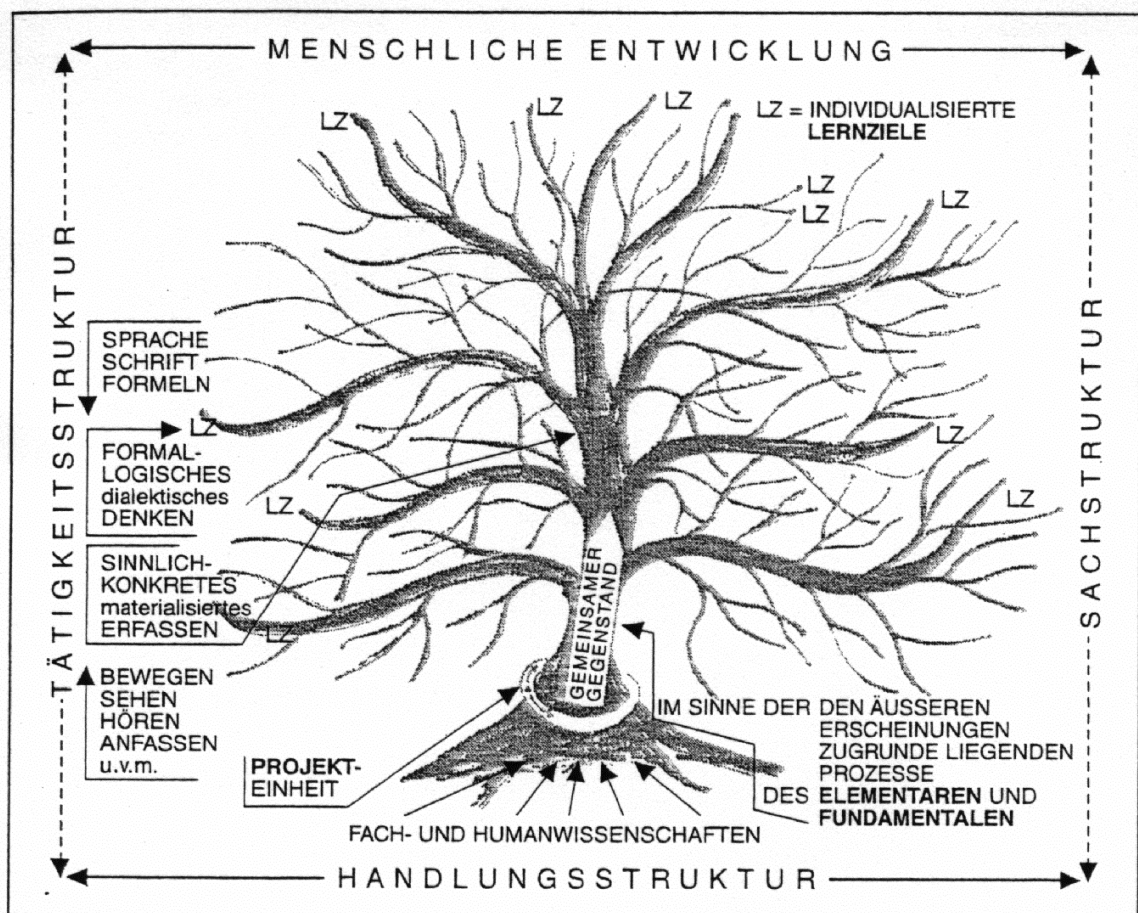 MENSCHLICHE ENTWICKLUNG
LZ
LZ
LZ
LZ = INDIVIDUALISIERTE
LERNZIELE
LZ
LZ
LZ
TÄTIGKEITSSTRUKTUR
SACHSTRUKTUR
SPRACHE
SCHRIFT
FORMELN
LZ
LZ
FORMAL-
LOGISCHES
dialektisches
DENKEN
LZ
LZ
SINNLICH-
KONKRETES
materialisiertes
ERFASSEN
LZ
GEMEINSAMER
GEGENSTAND
BEWEGEN
SEHEN
HÖREN
ANFASSEN
u.v.m.
IM SINNE DER DEN ÄUSSEREN
ERSCHEINUNGEN
ZUGRUNDE LIEGENDEN
PROZESSE
DES ELEMENTAREN UND
FUNDAMENTALEN
PROJEKT-
EINHEIT
FACH- UND HUMANWISSENSCHAFTEN
HANDLUNGSSTRUKTUR